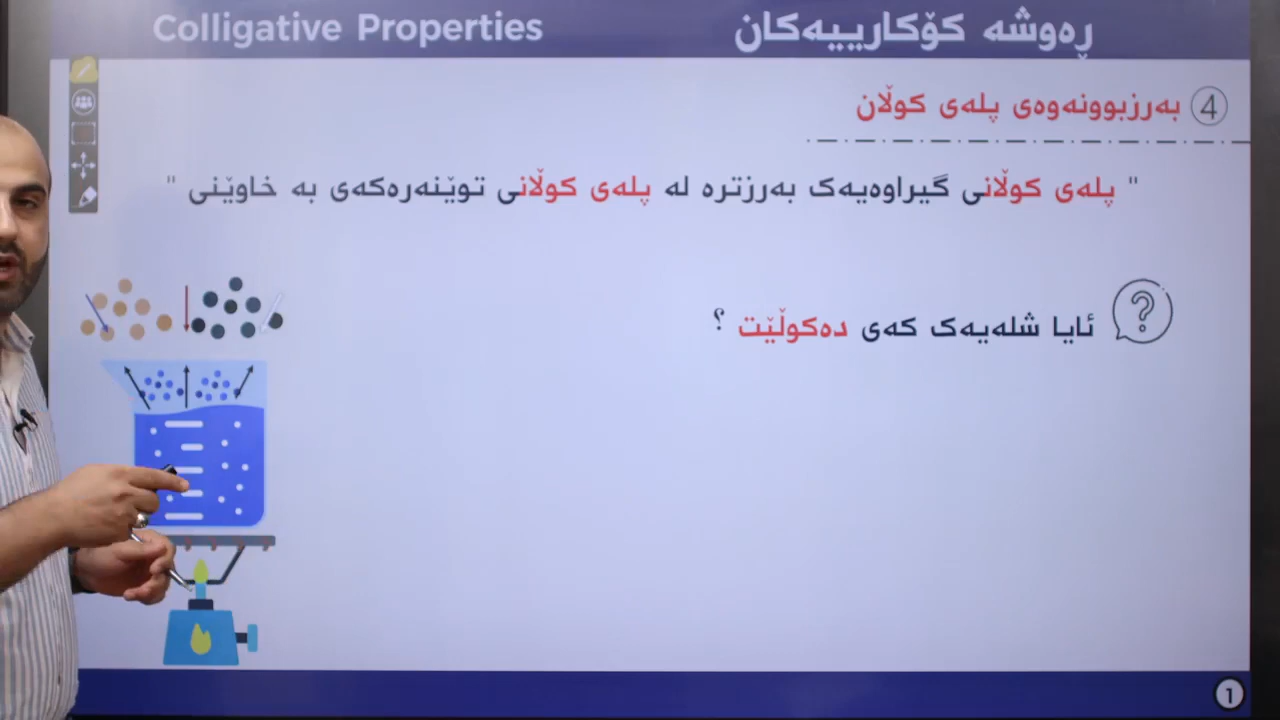 ڕەوشە کۆکارییەکان Colligative Properties
4 بەرزبوونەوەی پلەی کوڵان
" پلەی کوڵانی گیراوەیەک بەرزترە لە پلەی کوڵانی توێنەرەکەی بە خاوێنی "
ئایا شلەیەک کەی دەکوڵێت ؟
1